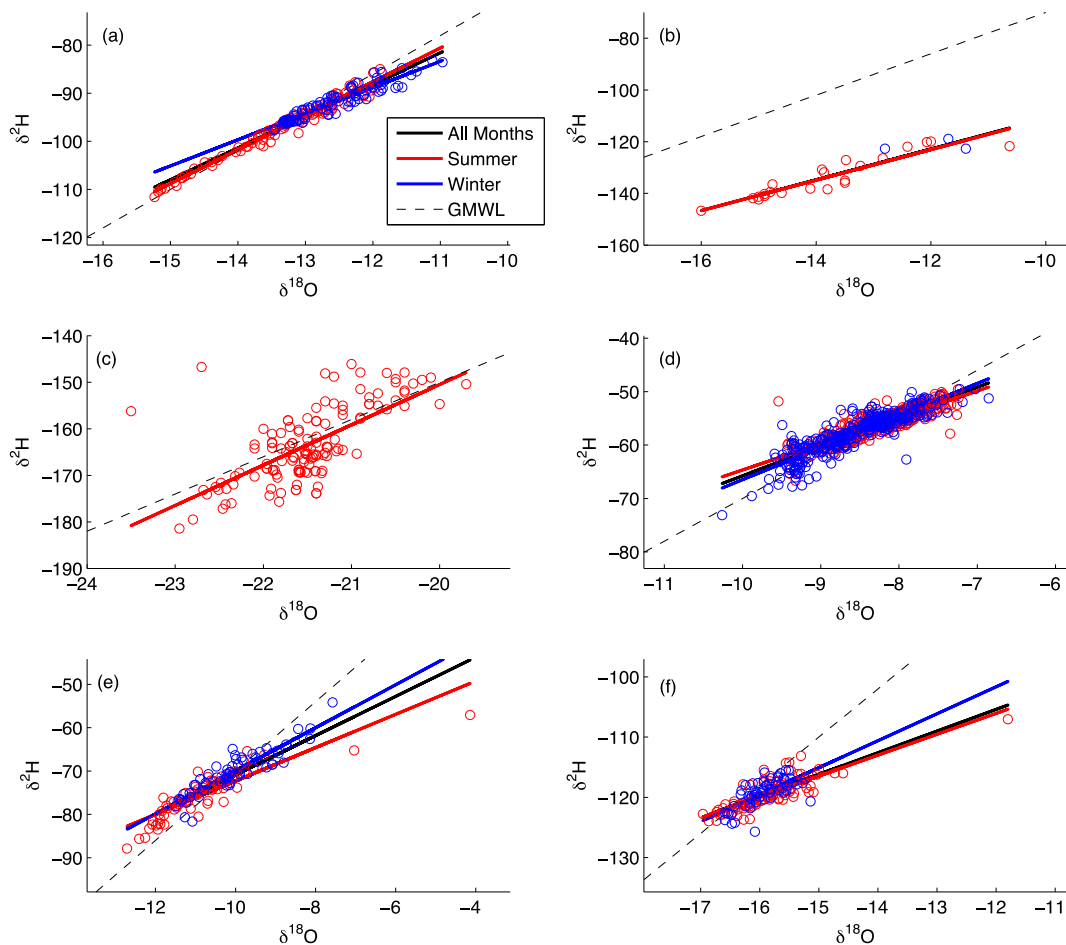 (a)
δ²H
−80
−90
−100
−110
−120
−16 −15 −14 −13 −12 −11 −10
δ¹⁸O
All Months
Summer
Winter
GMWL
(b)
δ²H
−80
−100
−120
−140
−160
−16 −14 −12 −10
δ¹⁸O
(c)
δ²H
−140
−150
−160
−170
−180
−190
−24 −23 −22 −21 −20
δ¹⁸O
(d)
δ²H
−40
−50
−60
−70
−80
−11 −10 −9 −8 −7 −6
δ¹⁸O
(e)
δ²H
−50
−60
−70
−80
−90
−12 −10 −8 −6 −4
δ¹⁸O
(f)
δ²H
−100
−110
−120
−130
−17 −16 −15 −14 −13 −12 −11
δ¹⁸O